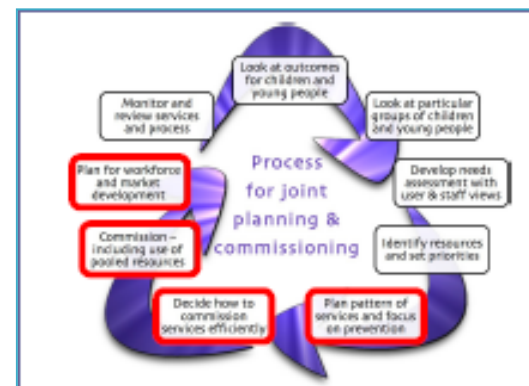 Look at outcomes
for children and
young people
Look at particular
groups of children
and young people
Develop needs
assessment with
user & staff views
Identify resources
and set priorities
Plan pattern of
services and focus
on prevention
Decide how to
commission
services efficiently
Commission –
including use of
pooled resources
Plan for workforce
and market
development
Monitor and
review services
and process
Process
for joint
planning &
commissioning